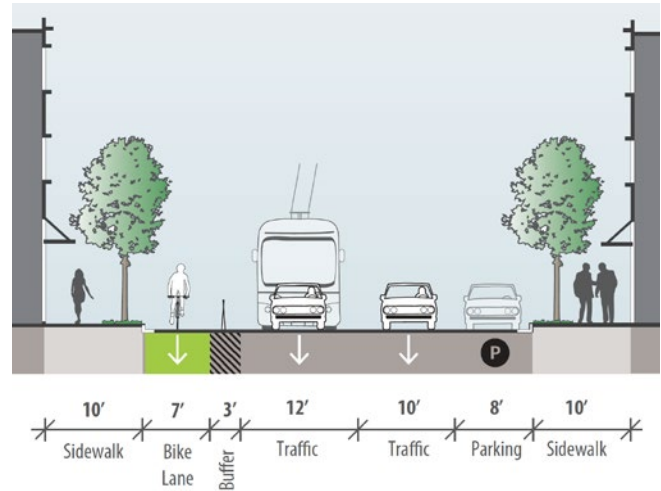 P
10′ 7′ 3′ 12′ 10′ 8′ 10′
Sidewalk Bike Lane Buffer Traffic Traffic Parking Sidewalk